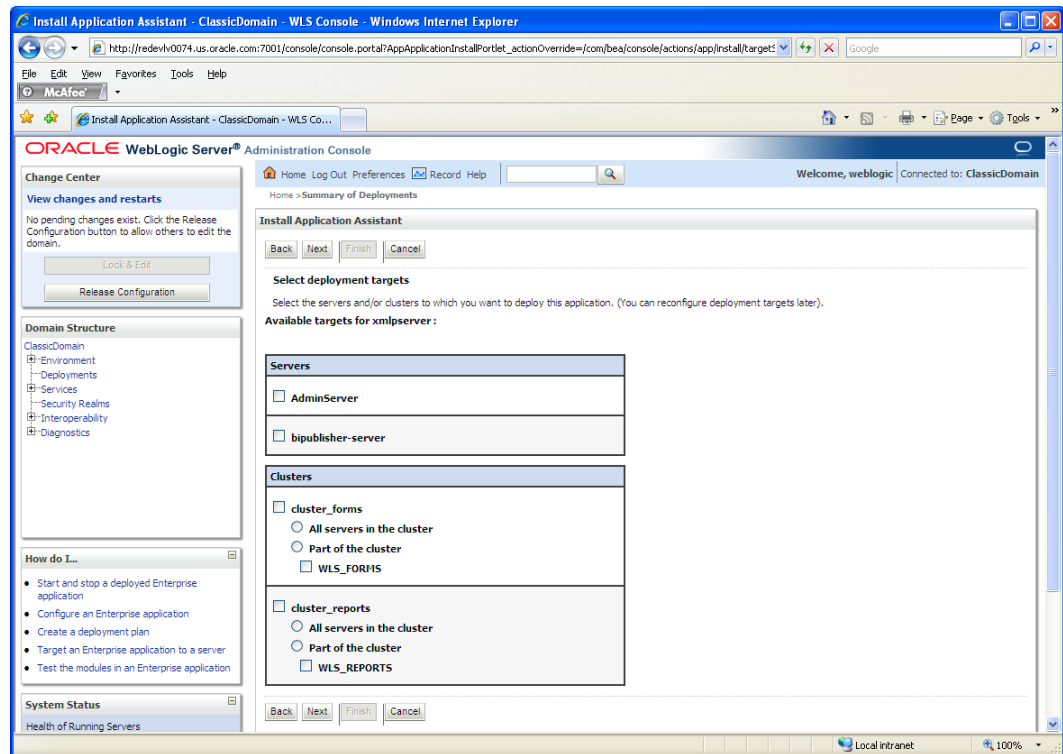 Install Application Assistant - ClassicDomain - WLS Console - Windows Internet Explorer
http://redevlv0074.us.oracle.com:7001/console/console.portal?AppApplicationInstallPortlet_actionOverride=/com/bea/console/actions/app/install/targetS
Google
File Edit View Favorites Tools Help
McAfee
Install Application Assistant - ClassicDomain - WLS Co...
Page Tools
ORACLE WebLogic Server® Administration Console
Change Center
View changes and restarts
No pending changes exist. Click the Release
Configuration button to allow others to edit the
domain.
Lock & Edit
Release Configuration
Domain Structure
ClassicDomain
Environment
Deployments
Services
Security Realms
Interoperability
Diagnostics
How do I...
Start and stop a deployed Enterprise
application
Configure an Enterprise application
Create a deployment plan
Target an Enterprise application to a server
Test the modules in an Enterprise application
System Status
Health of Running Servers
Home Log Out Preferences Record Help
Welcome, weblogic Connected to: ClassicDomain
Home >Summary of Deployments
Install Application Assistant
Back Next Finish Cancel
Select deployment targets
Select the servers and/or clusters to which you want to deploy this application. (You can reconfigure deployment targets later).
Available targets for xmlpserver :
Servers
AdminServer
bipublisher-server
Clusters
cluster_forms
All servers in the cluster
Part of the cluster
WLS_FORMS
cluster_reports
All servers in the cluster
Part of the cluster
WLS_REPORTS
Back Next Finish Cancel
Local intranet
100%